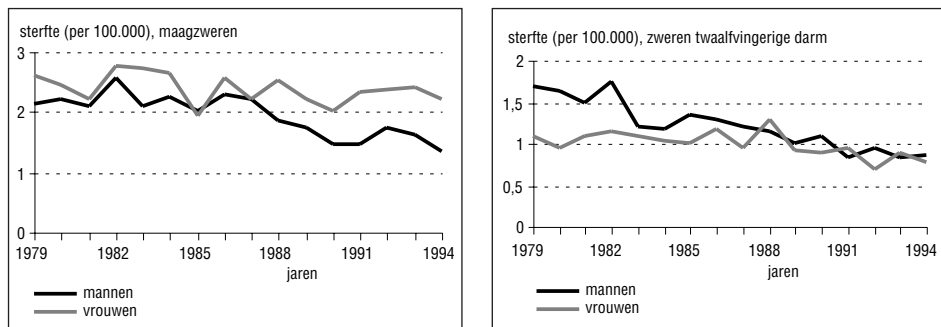 sterfte (per 100.000), maagzweren
3
2
1
0
1979 1982 1985 1988 1991 1994
jaren
mannen
vrouwen
sterfte (per 100.000), zweren twaalfvingerige darm
2
1,5
1
0,5
0
1979 1982 1985 1988 1991 1994
jaren
mannen
vrouwen